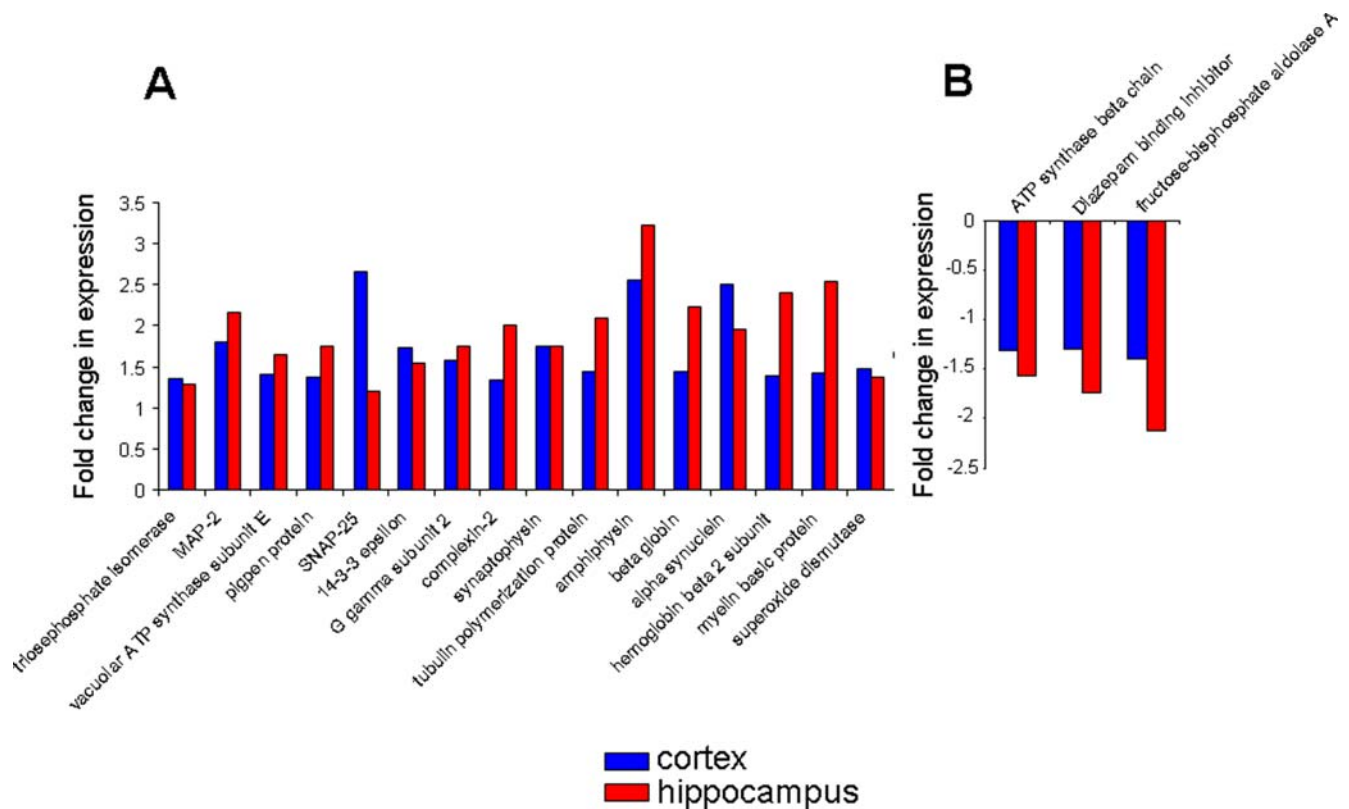 A
B
Fold change in expression
3.5
3
2.5
2
1.5
1
0.5
0
triosephosphate isomerase
MAP-2
vacuolar ATP synthase subunit E
pigpen protein
SNAP-25
14-3-3 epsilon
G gamma subunit 2
complexin-2
synaptophysin
tubulin polymerization protein
amphiphysin
beta globin
alpha synuclein
hemoglobin beta 2 subunit
myelin basic protein
superoxide dismutase
ATP synthase beta chain
Diazepam binding inhibitor
fructose-bisphosphate aldolase A
Fold change in expression
0
-0.5
-1
-1.5
-2
-2.5
cortex
hippocampus